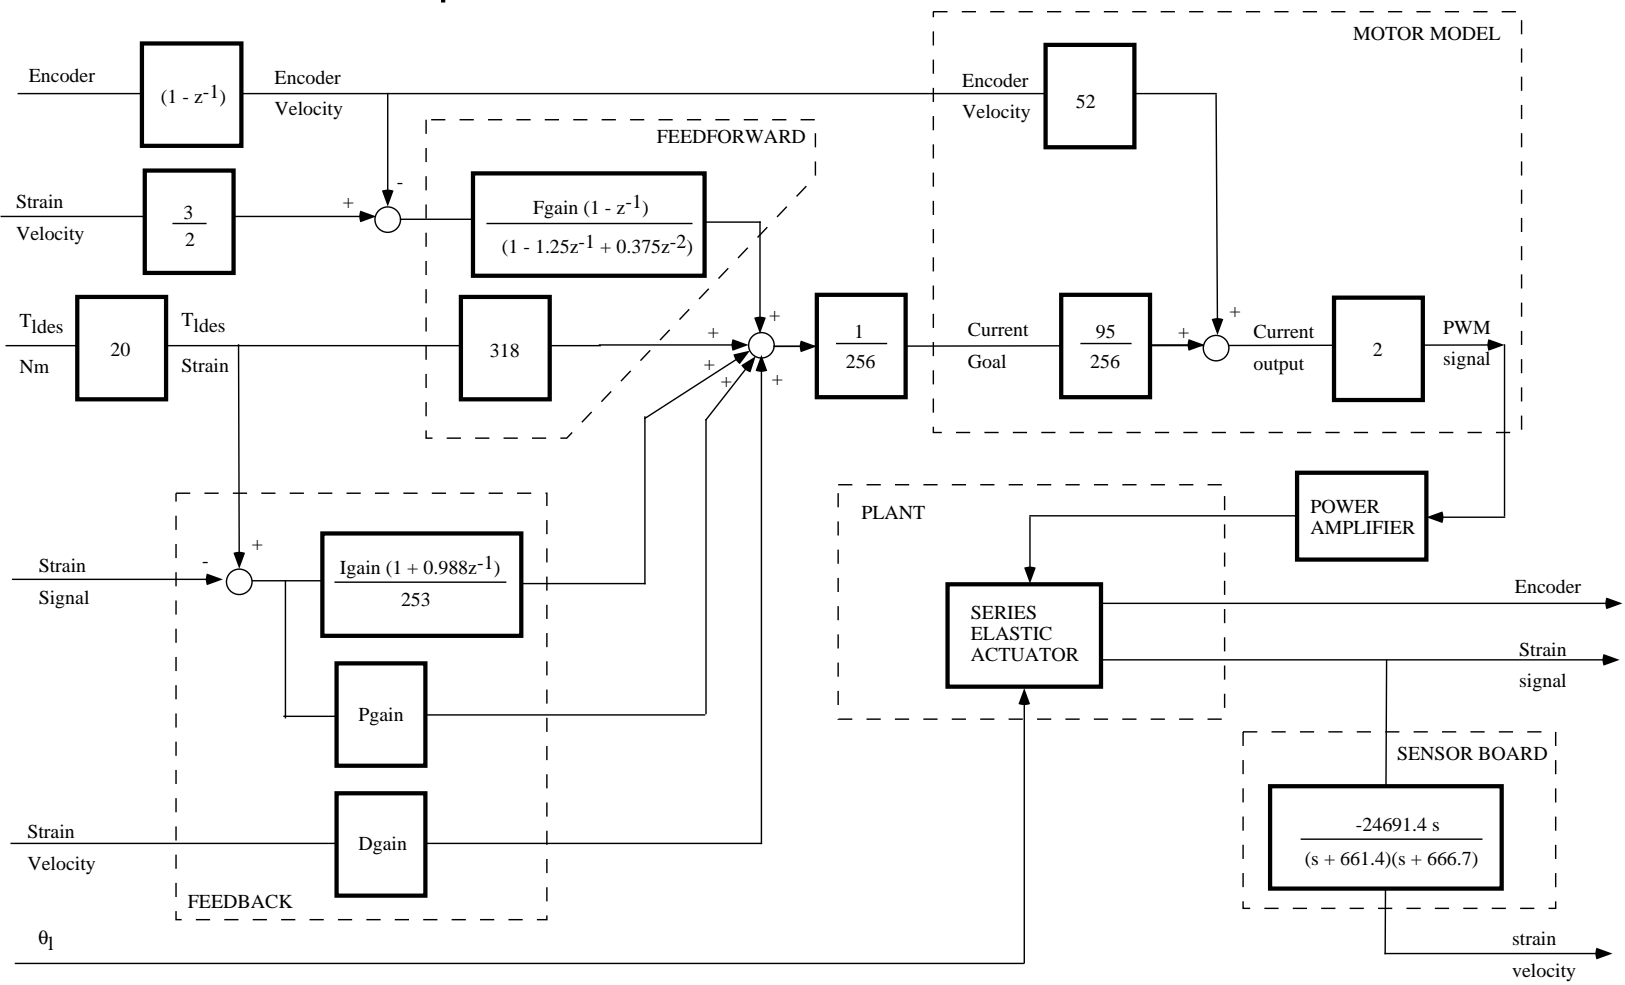 MOTOR MODEL
Encoder
(1 - z-1)
Encoder
Velocity
Encoder
Velocity
52
FEEDFORWARD
Strain
Velocity
3
2
+
-
Fgain (1 - z-1)
(1 - 1.25z-1 + 0.375z-2)
+
+
Tldes
Nm
20
Tldes
Strain
318
+
+
+
+
1
256
Current
Goal
95
256
+
Current
output
2
PWM
signal
FEEDBACK
Strain
Signal
-
+
Igain (1 + 0.988z-1)
253
Pgain
Strain
Velocity
Dgain
θl
PLANT
POWER
AMPLIFIER
SERIES
ELASTIC
ACTUATOR
Encoder
Strain
signal
SENSOR BOARD
-24691.4 s
(s + 661.4)(s + 666.7)
strain
velocity